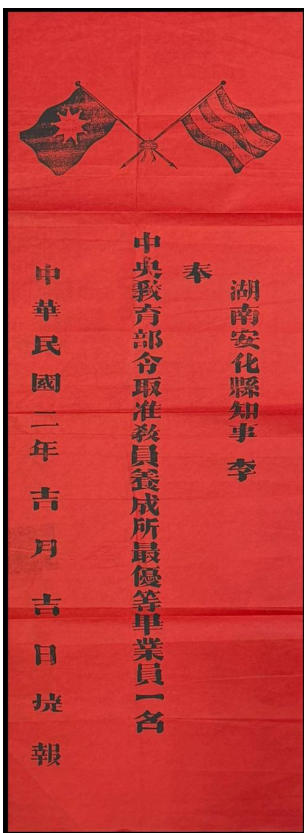 湖南安化縣知事 李
奉
中央教育部令取准教員養成所最優等畢業員一名
中華民國二年吉月吉日捷報